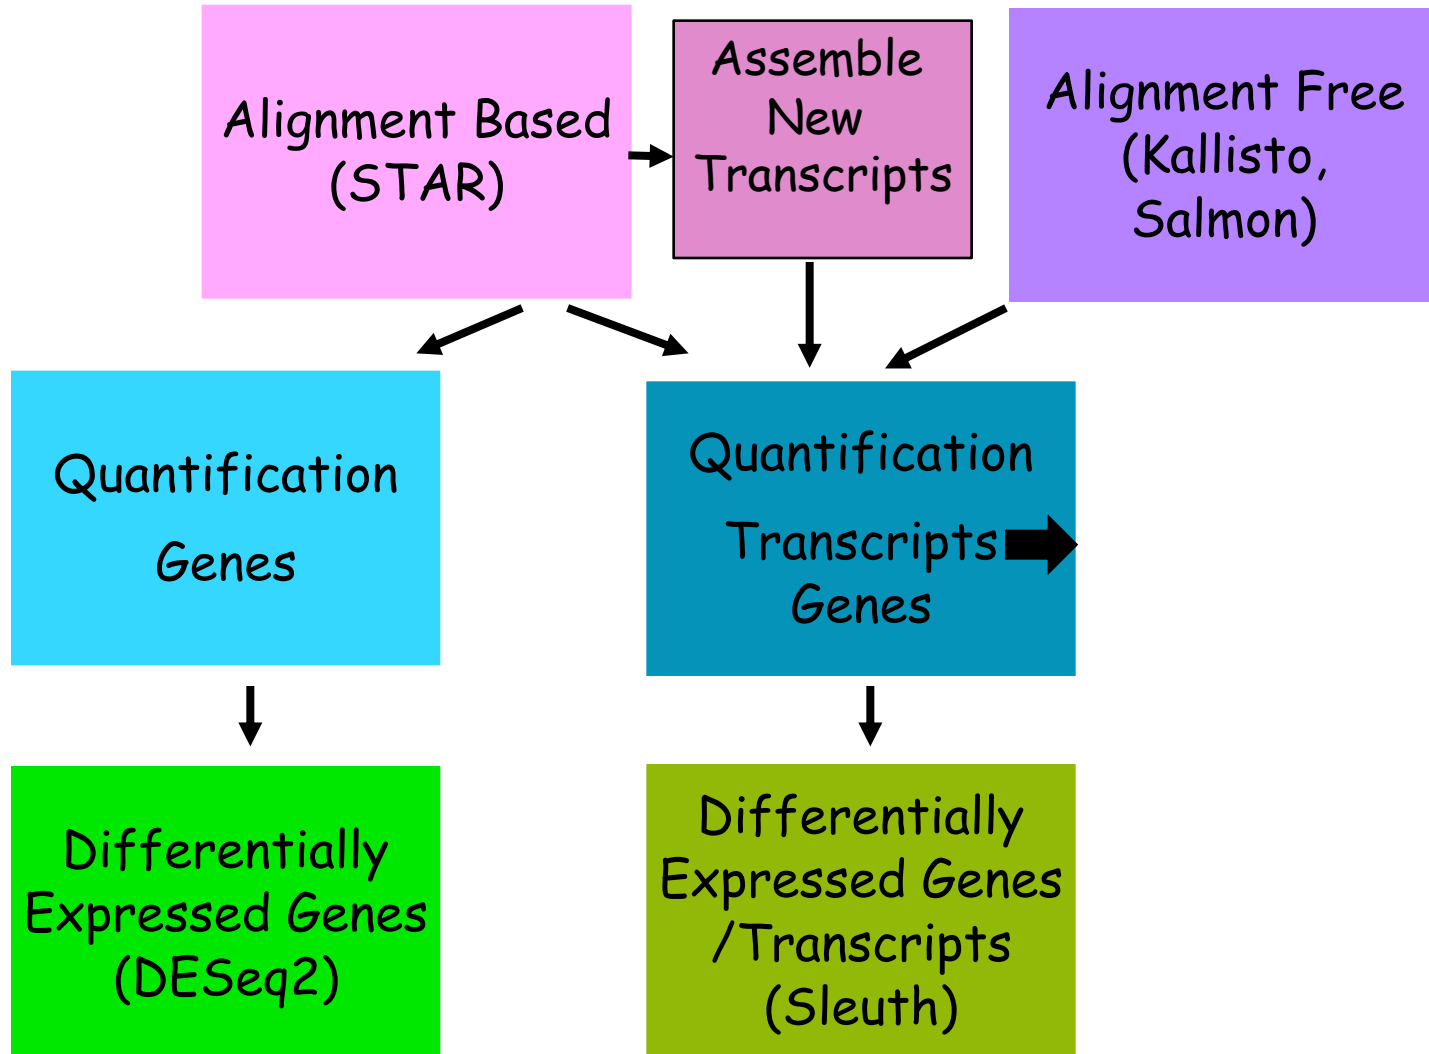 Alignment Based
(STAR)
Assemble
New
Transcripts
Alignment Free
(Kallisto,
Salmon)
Quantification
Genes
Quantification
Transcripts
Genes
Differentially
Expressed Genes
(DESeq2)
Differentially
Expressed Genes
/Transcripts
(Sleuth)